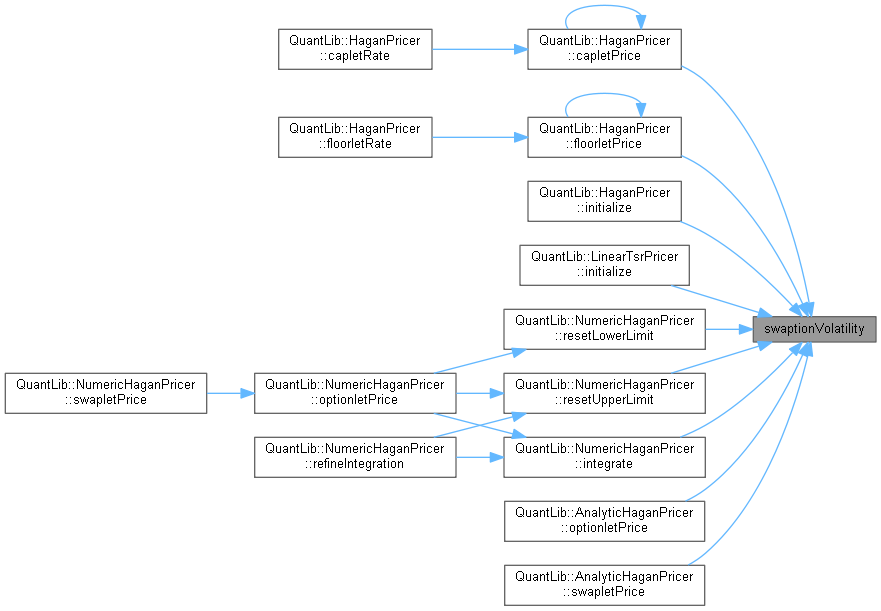 QuantLib::HaganPricer
::capletRate
QuantLib::HaganPricer
::capletPrice
QuantLib::HaganPricer
::floorletRate
QuantLib::HaganPricer
::floorletPrice
QuantLib::HaganPricer
::initialize
QuantLib::LinearTsrPricer
::initialize
QuantLib::NumericHaganPricer
::resetLowerLimit
swaptionVolatility
QuantLib::NumericHaganPricer
::swapletPrice
QuantLib::NumericHaganPricer
::optionletPrice
QuantLib::NumericHaganPricer
::resetUpperLimit
QuantLib::NumericHaganPricer
::refineIntegration
QuantLib::NumericHaganPricer
::integrate
QuantLib::AnalyticHaganPricer
::optionletPrice
QuantLib::AnalyticHaganPricer
::swapletPrice